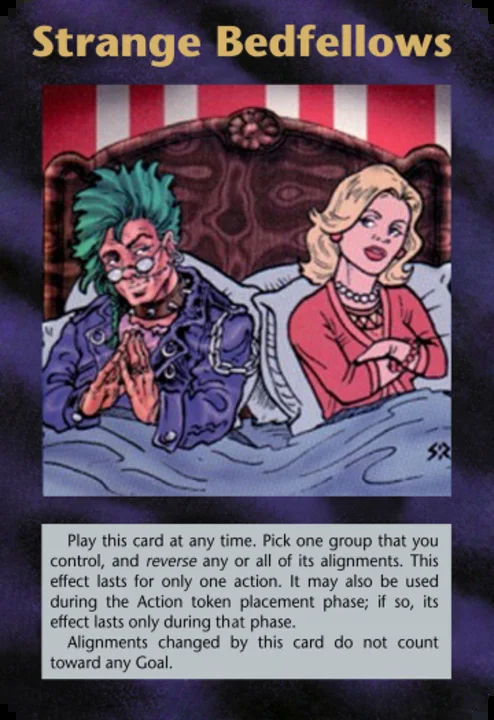 Strange Bedfellows
SR
Play this card at any time. Pick one group that you
control, and reverse any or all of its alignments. This
effect lasts for only one action. It may also be used
during the Action token placement phase; if so, its
effect lasts only during that phase.
Alignments changed by this card do not count
toward any Goal.